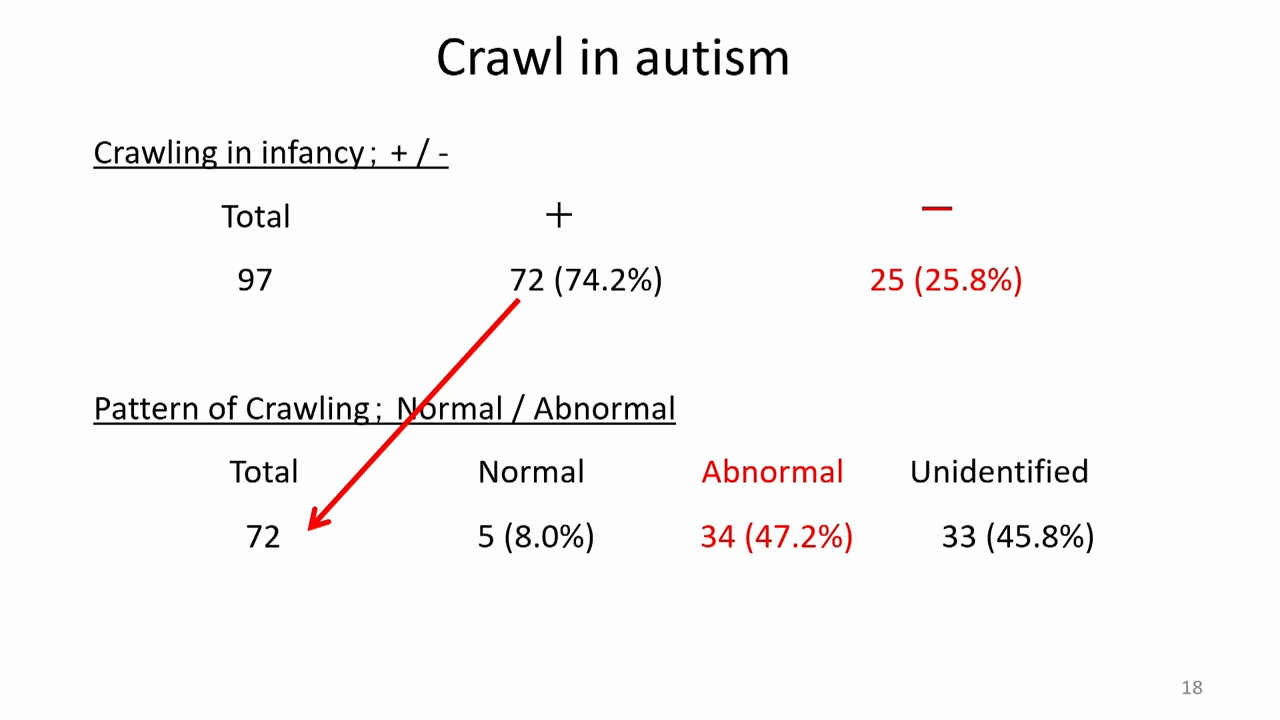 Crawl in autism
Crawling in infancy; + / -
Total + −
97 72 (74.2%) 25 (25.8%)
Pattern of Crawling; Normal / Abnormal
Total Normal Abnormal Unidentified
72 5 (8.0%) 34 (47.2%) 33 (45.8%)
18